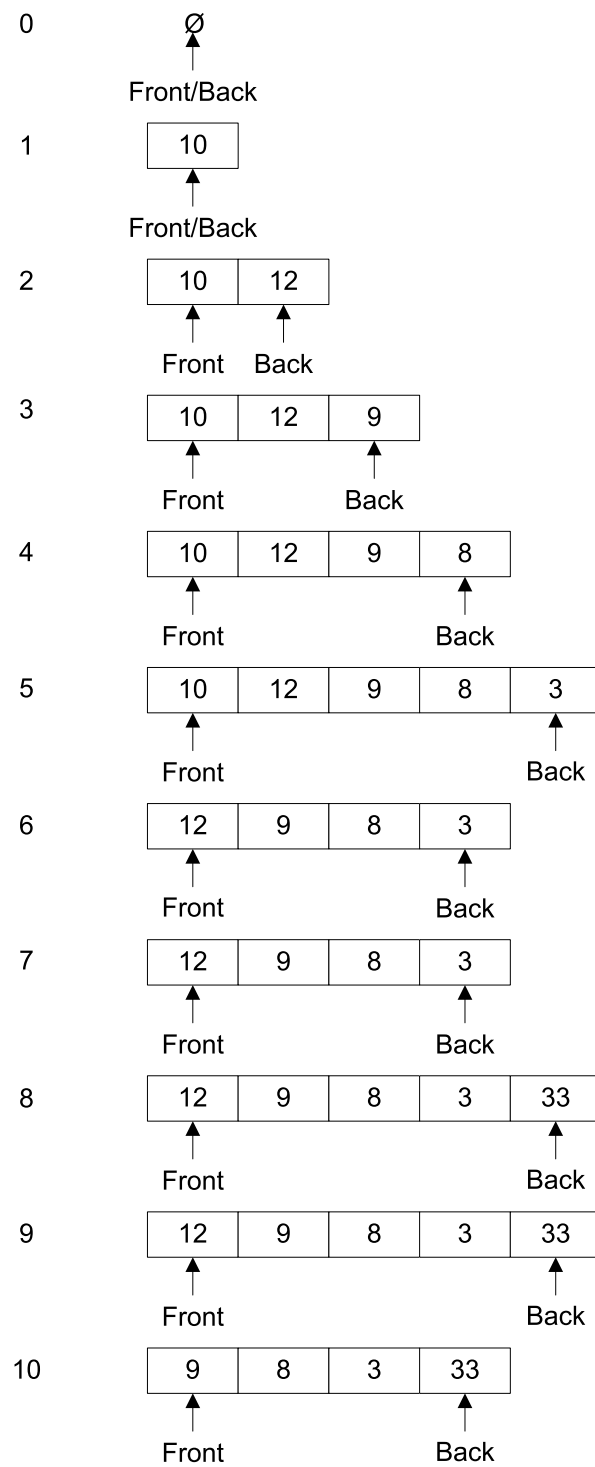 0 Ø
Front/Back
1 10
Front/Back
2 10 12
Front Back
3 10 12 9
Front Back
4 10 12 9 8
Front Back
5 10 12 9 8 3
Front Back
6 12 9 8 3
Front Back
7 12 9 8 3
Front Back
8 12 9 8 3 33
Front Back
9 12 9 8 3 33
Front Back
10 9 8 3 33
Front Back